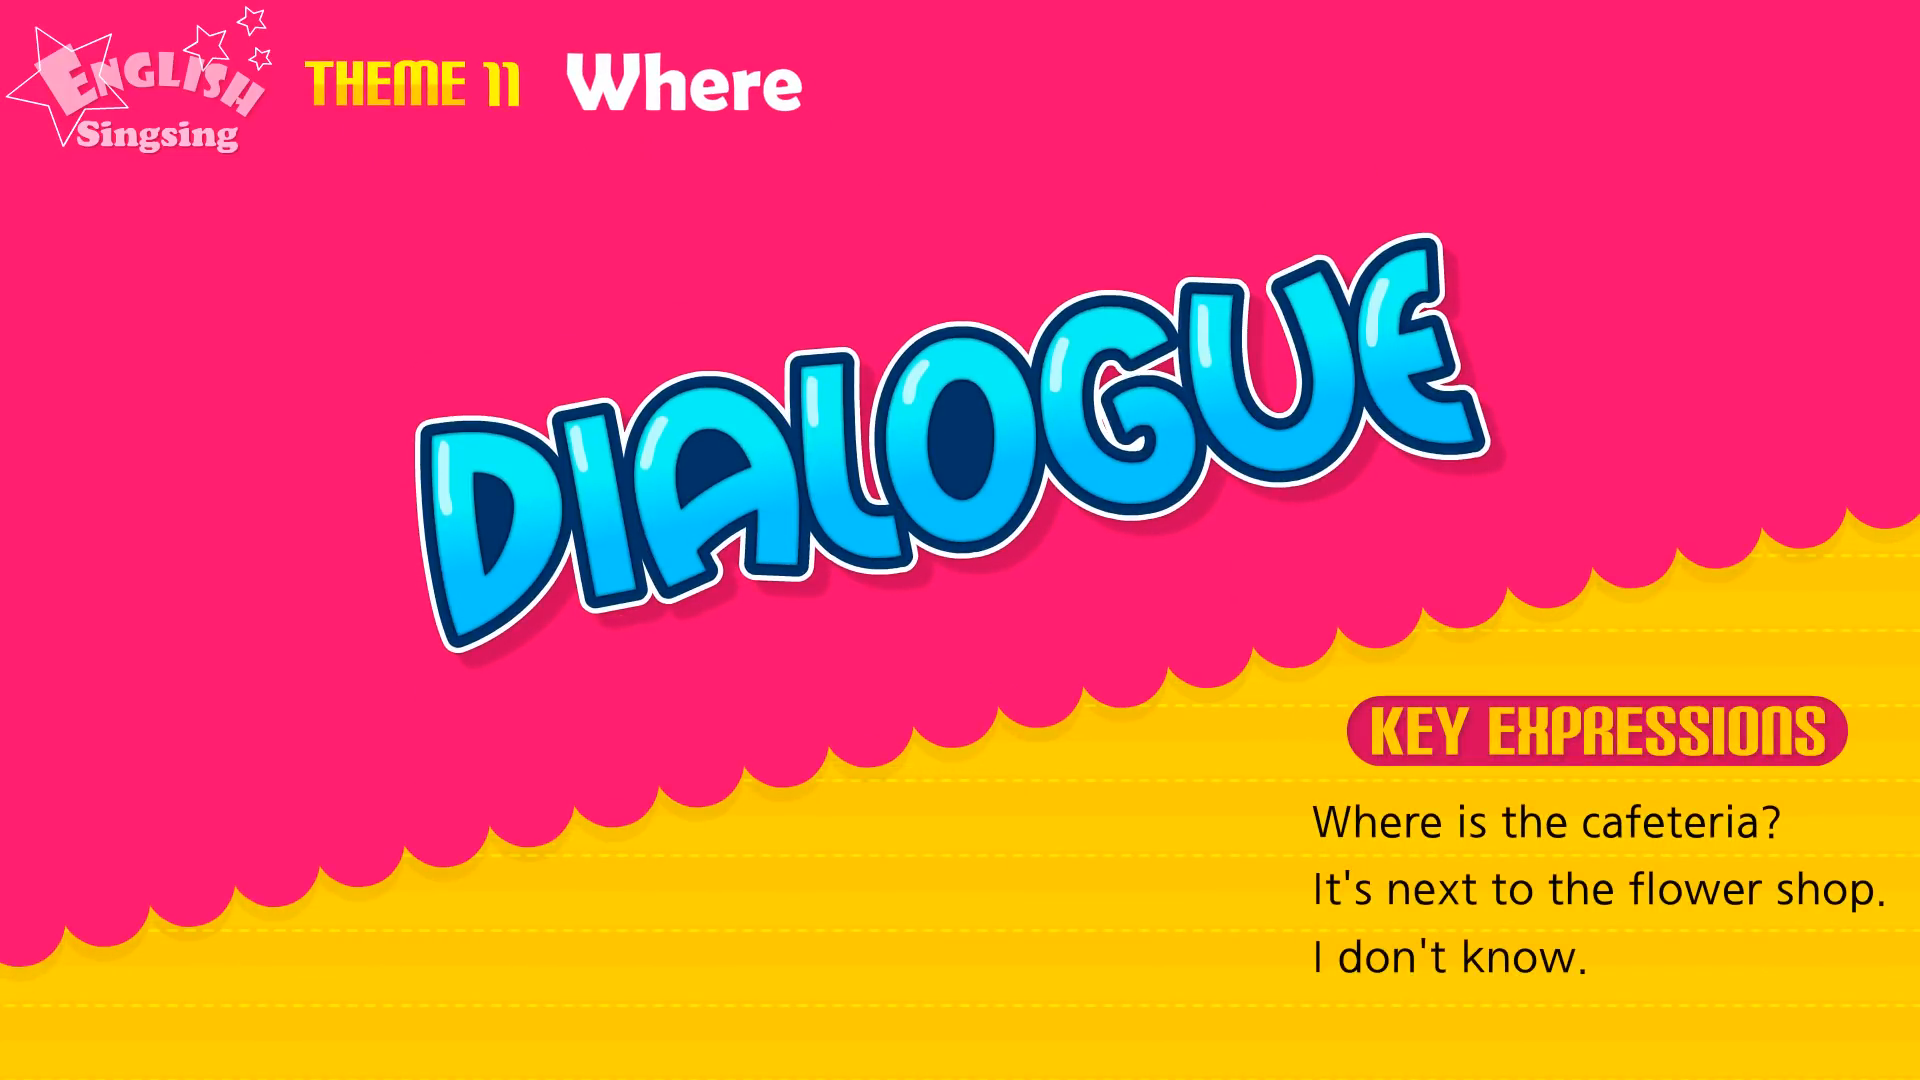 ENGLISH
Singsing
THEME 11 Where
DIALOGUE
KEY EXPRESSIONS
Where is the cafeteria?
It's next to the flower shop.
I don't know.